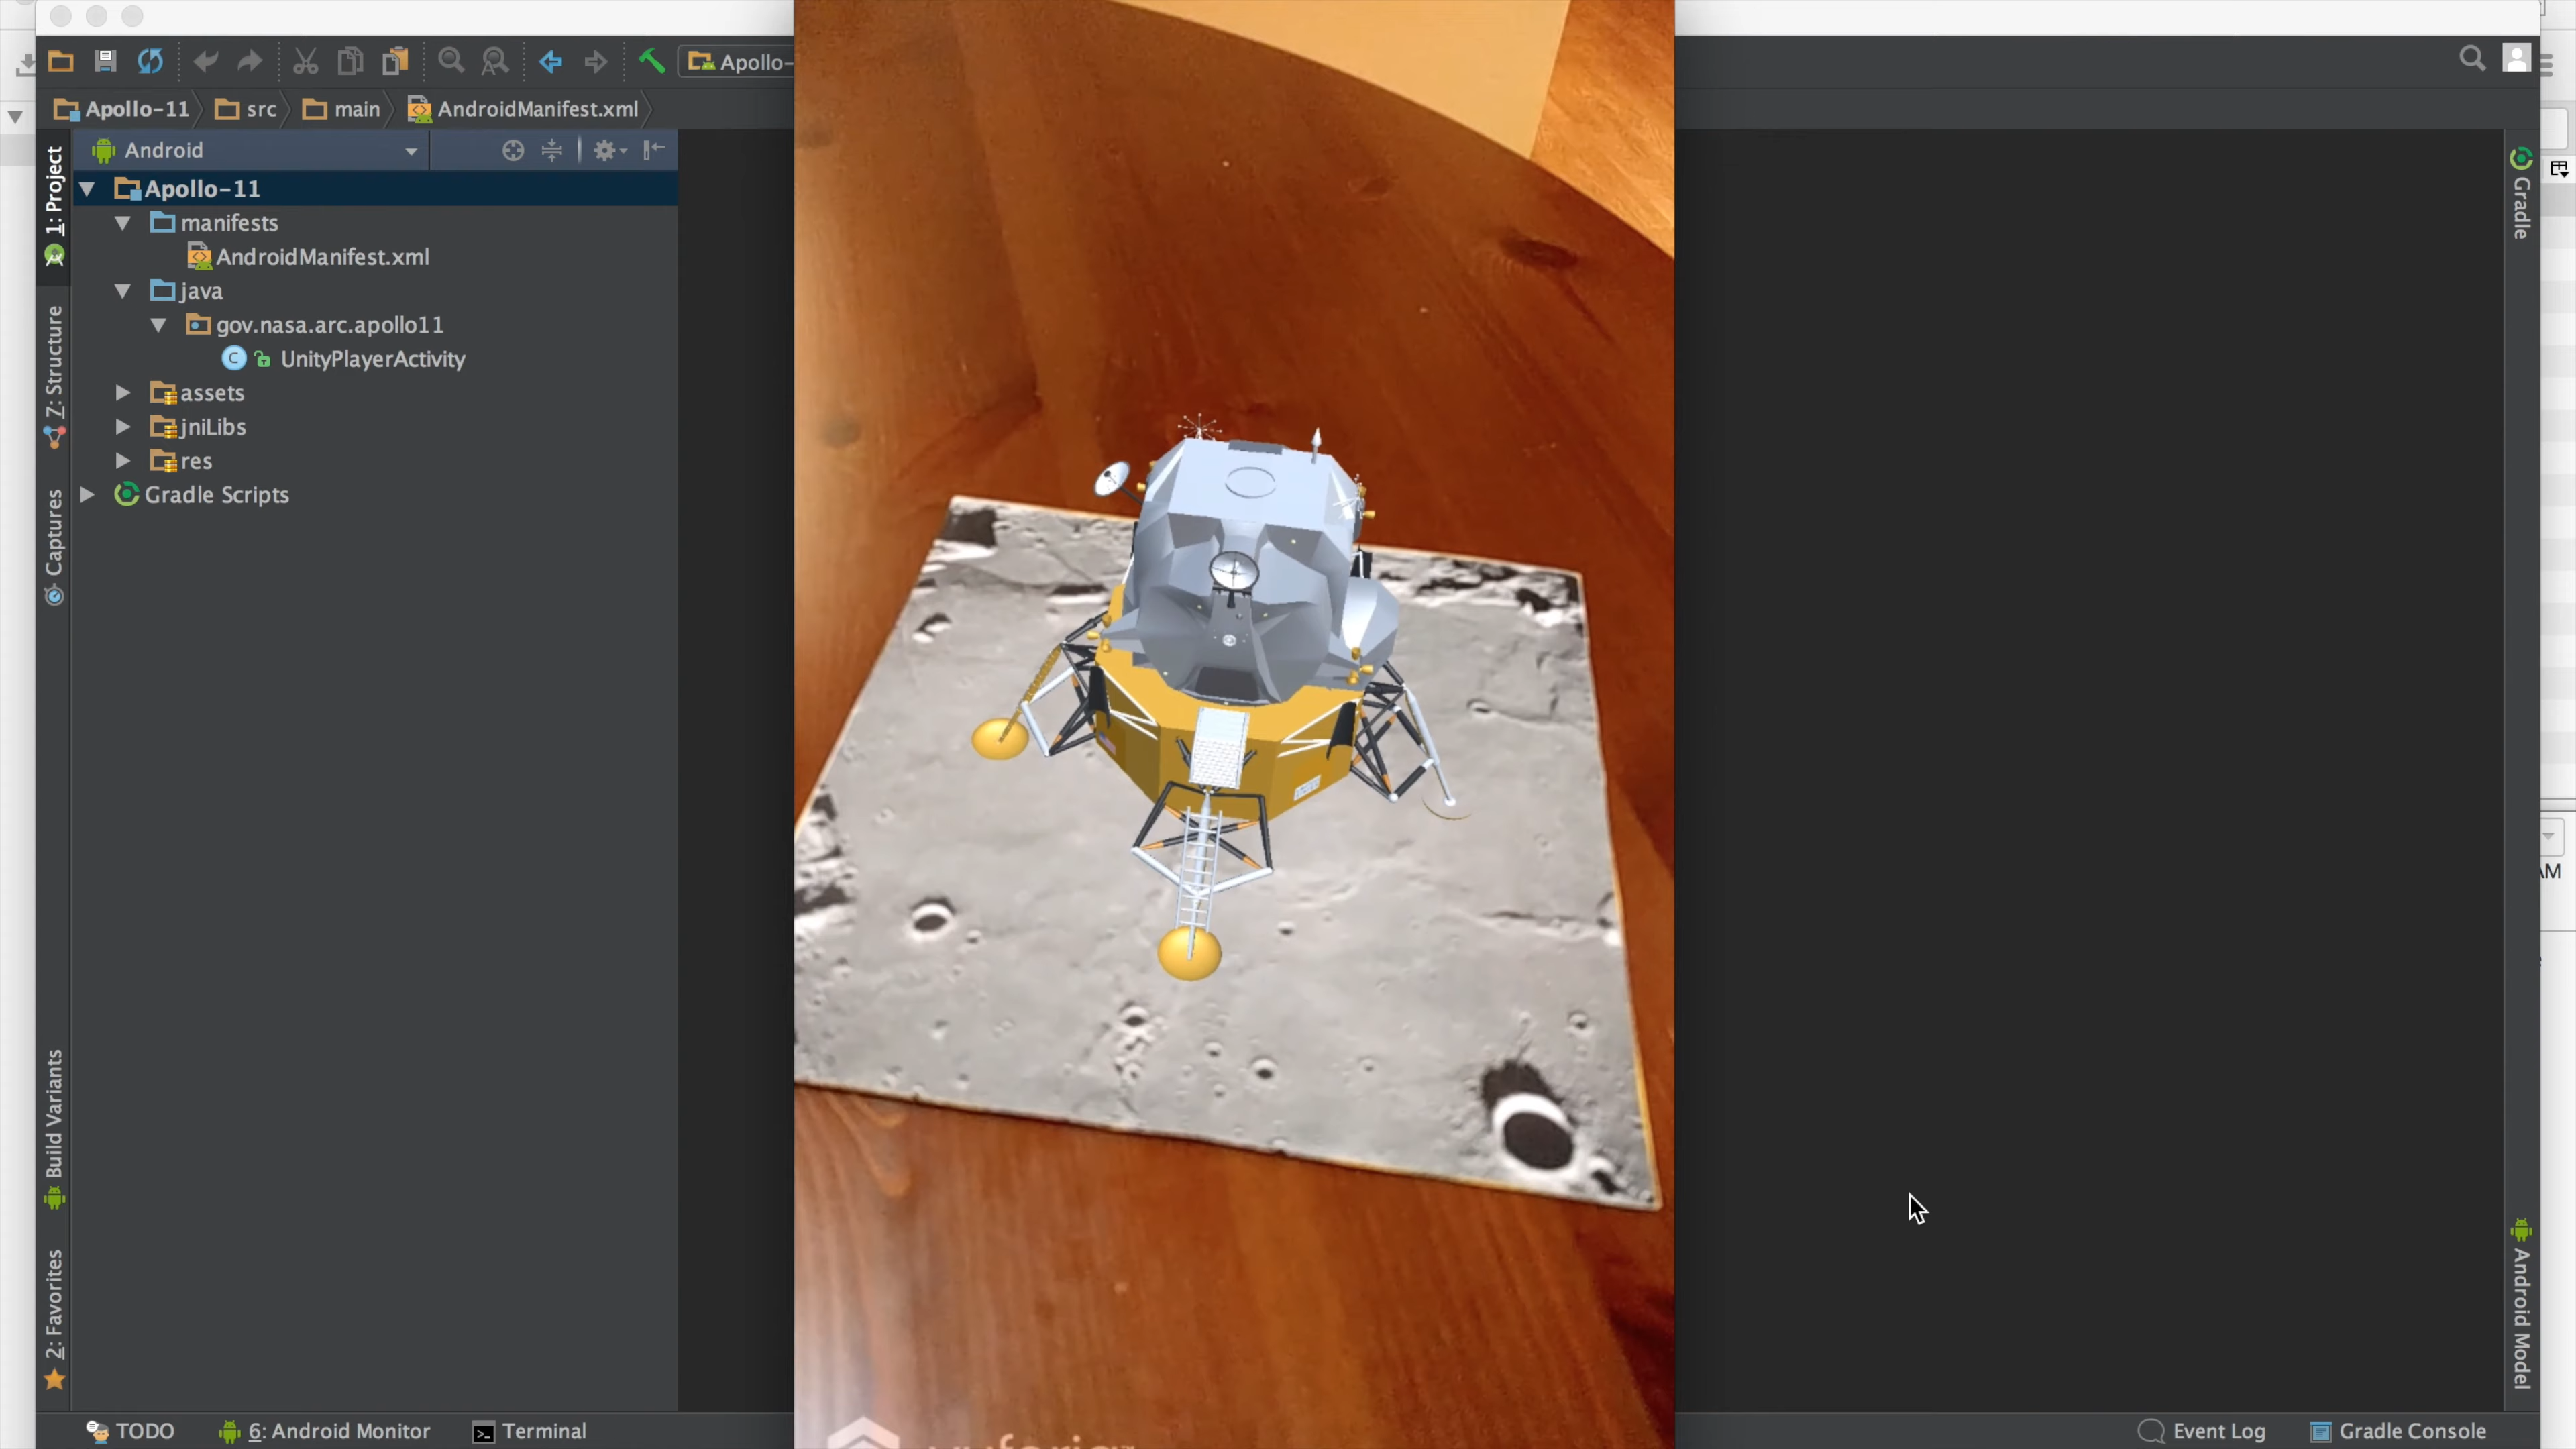 Apollo-
Apollo-11 src main AndroidManifest.xml
Android
Apollo-11
manifests
AndroidManifest.xml
java
gov.nasa.arc.apollo11
UnityPlayerActivity
assets
jniLibs
res
Gradle Scripts
1: Project
7: Structure
Captures
Build Variants
2: Favorites
Gradle
AM
Android Model
TODO 6: Android Monitor Terminal
Event Log Gradle Console